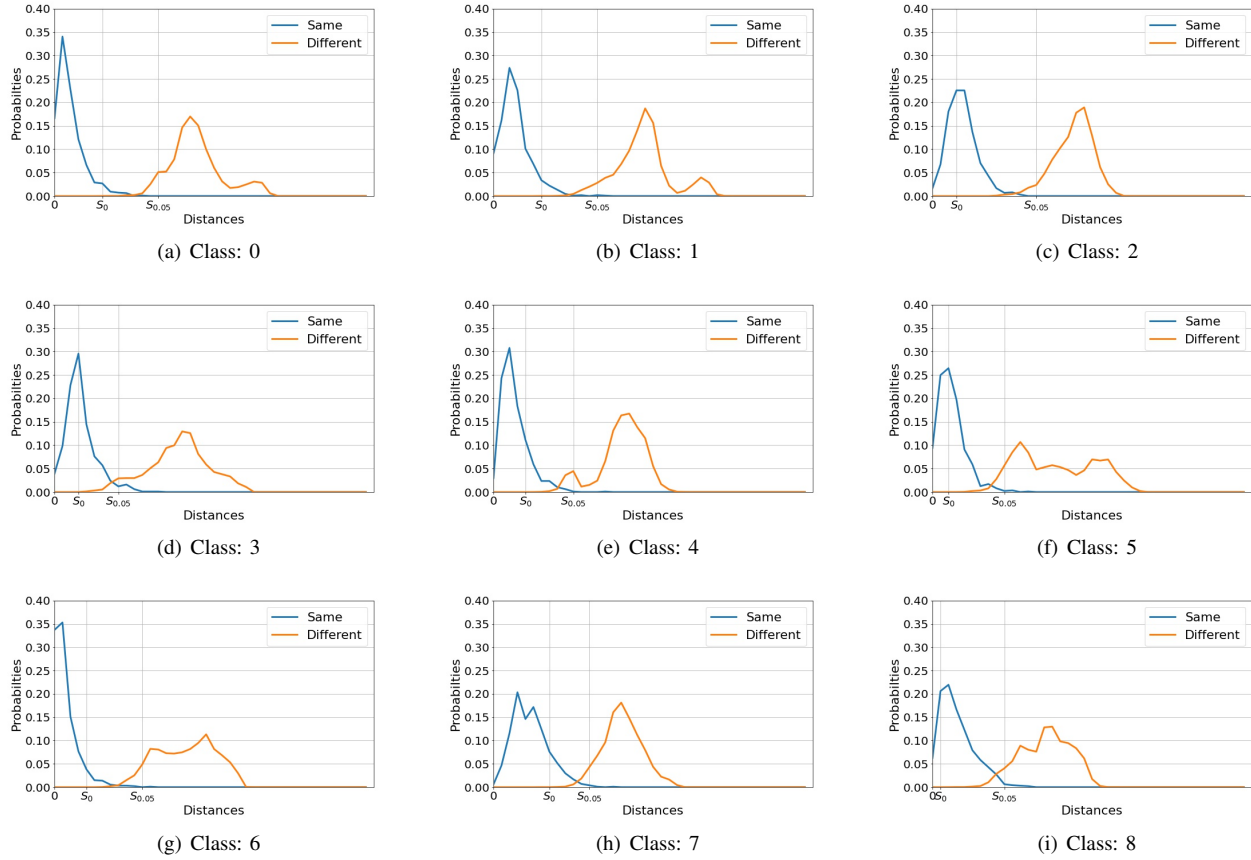 0.40
0.35
0.30
0.25
0.20
0.15
0.10
0.05
0.00
Probabilties
Same
Different
0 S0 S0.05
Distances
(a) Class: 0
0.40
0.35
0.30
0.25
0.20
0.15
0.10
0.05
0.00
Probabilties
Same
Different
0 S0 S0.05
Distances
(b) Class: 1
0.40
0.35
0.30
0.25
0.20
0.15
0.10
0.05
0.00
Probabilties
Same
Different
0 S0 S0.05
Distances
(c) Class: 2
0.40
0.35
0.30
0.25
0.20
0.15
0.10
0.05
0.00
Probabilties
Same
Different
0 S0 S0.05
Distances
(d) Class: 3
0.40
0.35
0.30
0.25
0.20
0.15
0.10
0.05
0.00
Probabilties
Same
Different
0 S0 S0.05
Distances
(e) Class: 4
0.40
0.35
0.30
0.25
0.20
0.15
0.10
0.05
0.00
Probabilties
Same
Different
0 S0 S0.05
Distances
(f) Class: 5
0.40
0.35
0.30
0.25
0.20
0.15
0.10
0.05
0.00
Probabilties
Same
Different
0 S0 S0.05
Distances
(g) Class: 6
0.40
0.35
0.30
0.25
0.20
0.15
0.10
0.05
0.00
Probabilties
Same
Different
0 S0 S0.05
Distances
(h) Class: 7
0.40
0.35
0.30
0.25
0.20
0.15
0.10
0.05
0.00
Probabilties
Same
Different
0 S0 S0.05
Distances
(i) Class: 8